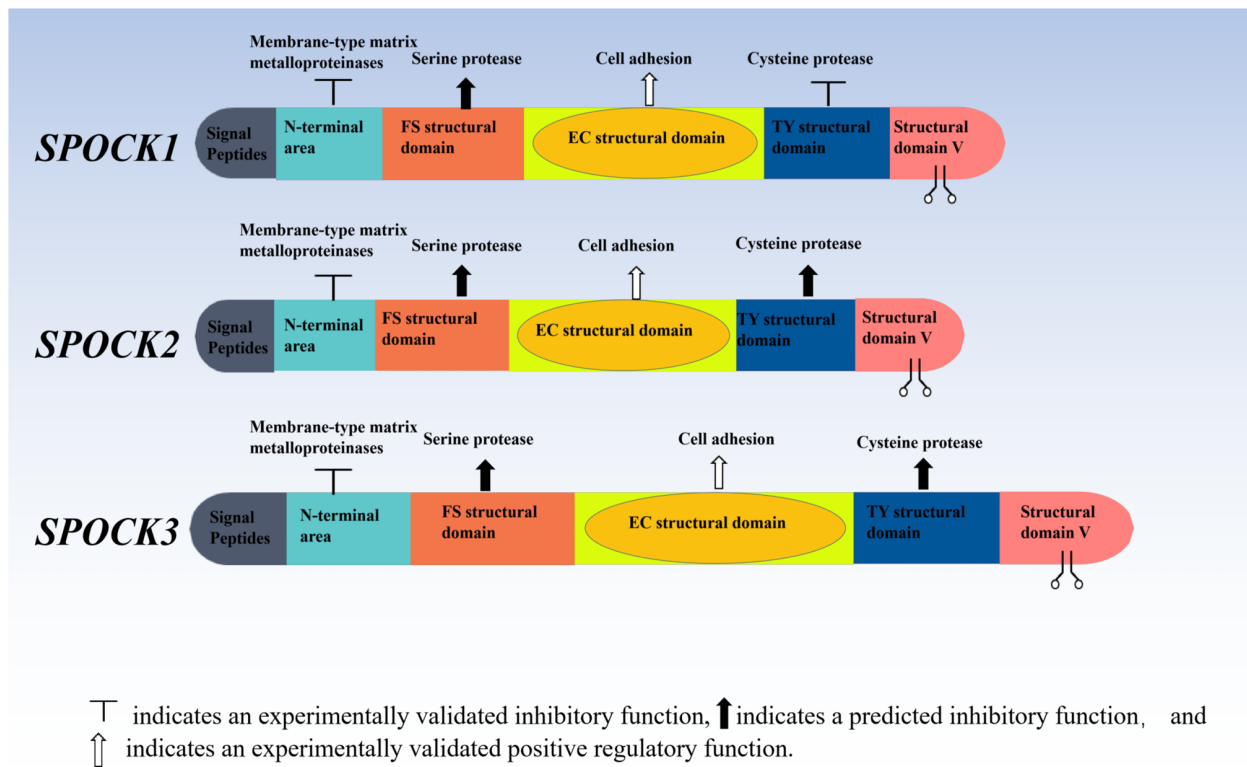 Membrane-type matrix
metalloproteinases
Serine protease
Cell adhesion
Cysteine protease
SPOCK1
Signal
Peptides
N-terminal
area
FS structural
domain
EC structural domain
TY structural
domain
Structural
domain V
Membrane-type matrix
metalloproteinases
Serine protease
Cell adhesion
Cysteine protease
SPOCK2
Signal
Peptides
N-terminal
area
FS structural
domain
EC structural domain
TY structural
domain
Structural
domain V
Membrane-type matrix
metalloproteinases
Serine protease
Cell adhesion
Cysteine protease
SPOCK3
Signal
Peptides
N-terminal
area
FS structural
domain
EC structural domain
TY structural
domain
Structural
domain V
indicates an experimentally validated inhibitory function, indicates a predicted inhibitory function, and
indicates an experimentally validated positive regulatory function.